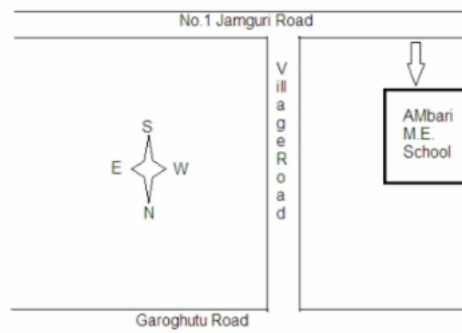 No.1 Jamguri Road
Village Road
AMbari
M.E.
School
S
E W
N
Garoghutu Road